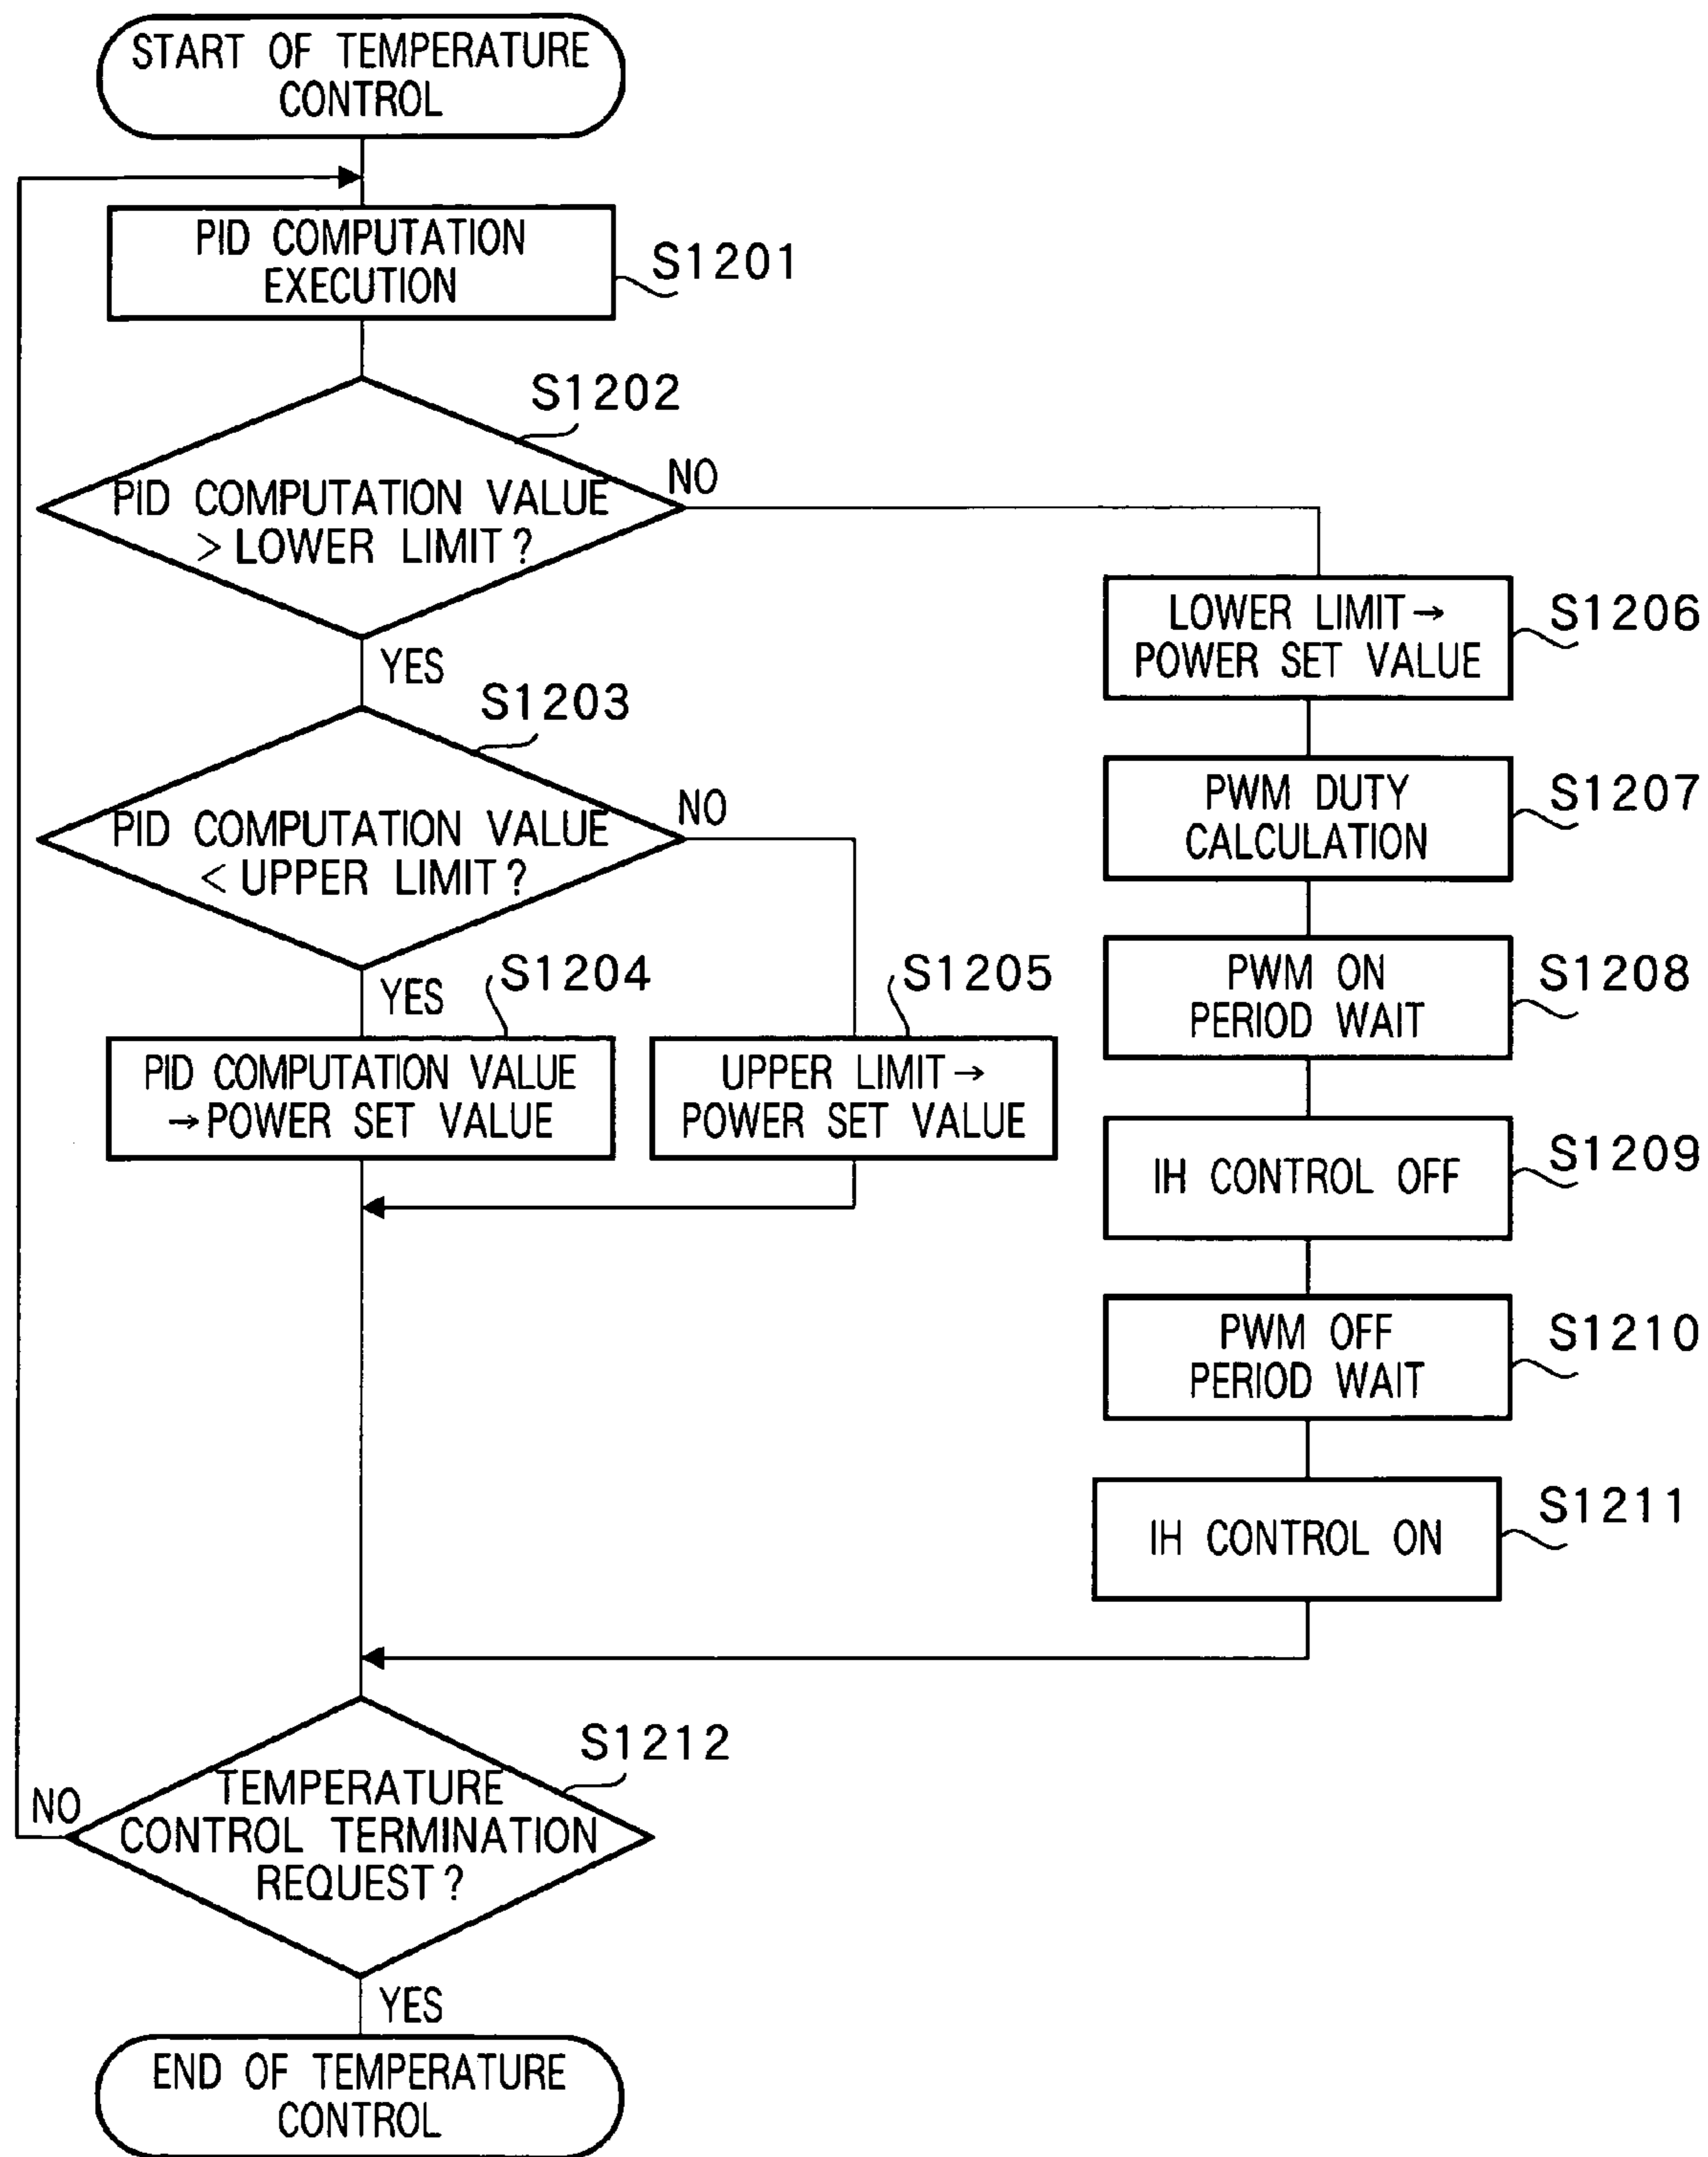 START OF TEMPERATURE
CONTROL
PID COMPUTATION
EXECUTION
S1201
S1202
PID COMPUTATION VALUE
> LOWER LIMIT?
NO
YES
LOWER LIMIT→
POWER SET VALUE
S1206
S1203
PID COMPUTATION VALUE
< UPPER LIMIT?
NO
YES
PWM DUTY
CALCULATION
S1207
S1204
PID COMPUTATION VALUE
→POWER SET VALUE
S1205
UPPER LIMIT→
POWER SET VALUE
PWM ON
PERIOD WAIT
S1208
IH CONTROL OFF
S1209
PWM OFF
PERIOD WAIT
S1210
IH CONTROL ON
S1211
S1212
TEMPERATURE
CONTROL TERMINATION
REQUEST?
NO
YES
END OF TEMPERATURE
CONTROL